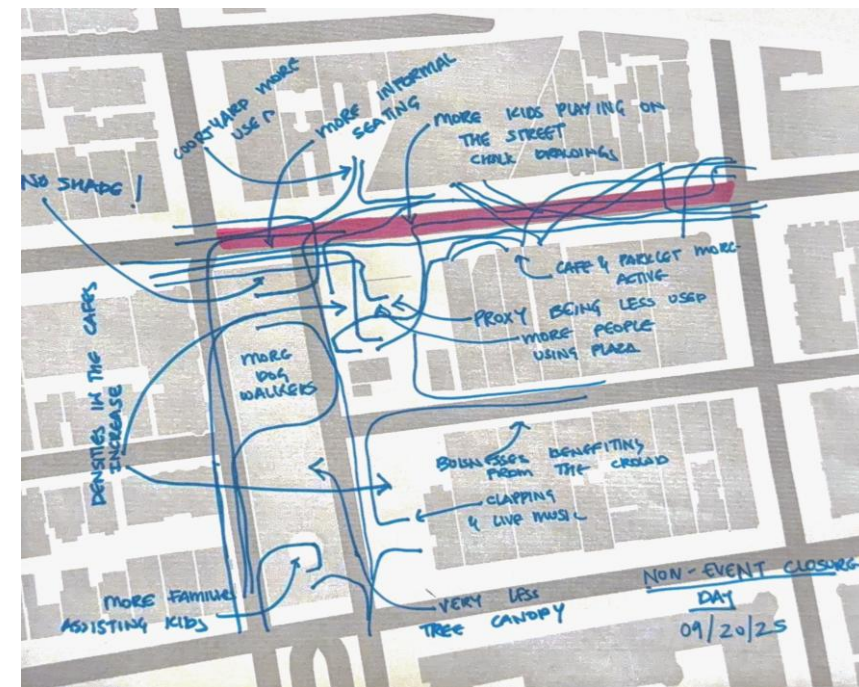 COURTYARD MORE
USED
MORE INFORMAL
SEATING
MORE KIDS PLAYING ON
THE STREET
CHALK DRAWINGS
NO SHADE!
CAFE & PARKLET MORE
ACTIVE
PROXY BEING LESS USED
MORE PEOPLE
USING PLAZA
MORE
DOG
WALKERS
DENSITIES IN THE CAFES
INCREASE
BUISNESSES BENEFITING
FROM THE CROWD
CLAPPING
& LIVE MUSIC
MORE FAMILIES
ASSISTING KIDS
VERY LESS
TREE CANOPY
NON-EVENT CLOSURE
DAY
09/20/25